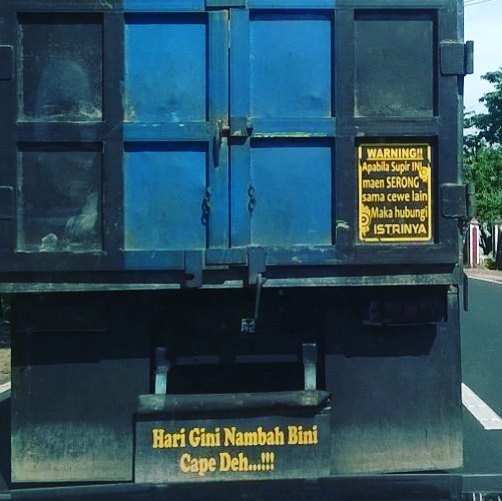 WARNING!!
Apabila Supir INI
maen SERONG
sama cewe lain
Maka hubungi
ISTRINYA
Hari Gini Nambah Bini
Cape Deh...!!!